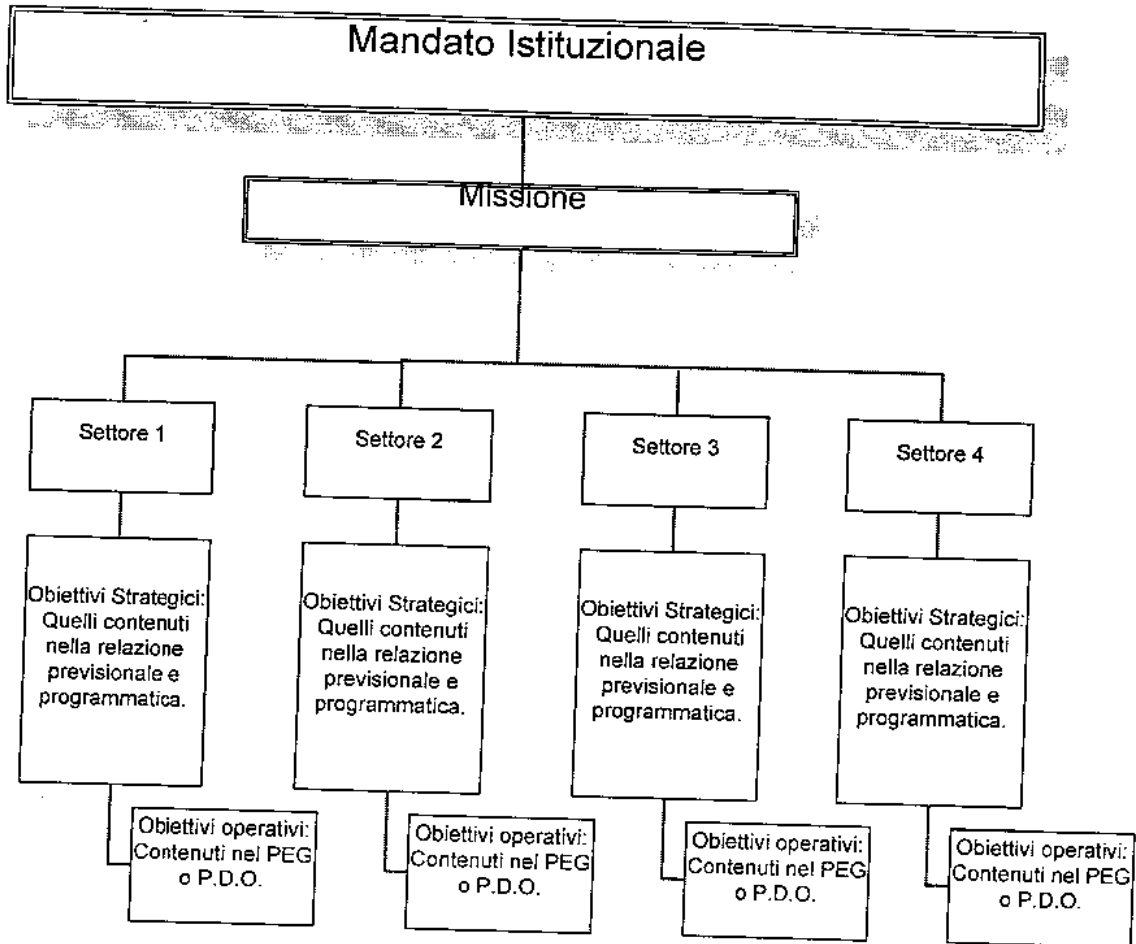 Mandato Istituzionale
Missione
Settore 1
Settore 2
Settore 3
Settore 4
Obiettivi Strategici:
Quelli contenuti
nella relazione
previsionale e
programmatica.
Obiettivi Strategici:
Quelli contenuti
nella relazione
previsionale e
programmatica.
Obiettivi Strategici:
Quelli contenuti
nella relazione
previsionale e
programmatica.
Obiettivi Strategici:
Quelli contenuti
nella relazione
previsionale e
programmatica.
Obiettivi operativi:
Contenuti nel PEG
o P.D.O.
Obiettivi operativi:
Contenuti nel PEG
o P.D.O.
Obiettivi operativi:
Contenuti nel PEG
o P.D.O.
Obiettivi operativi:
Contenuti nel PEG
o P.D.O.